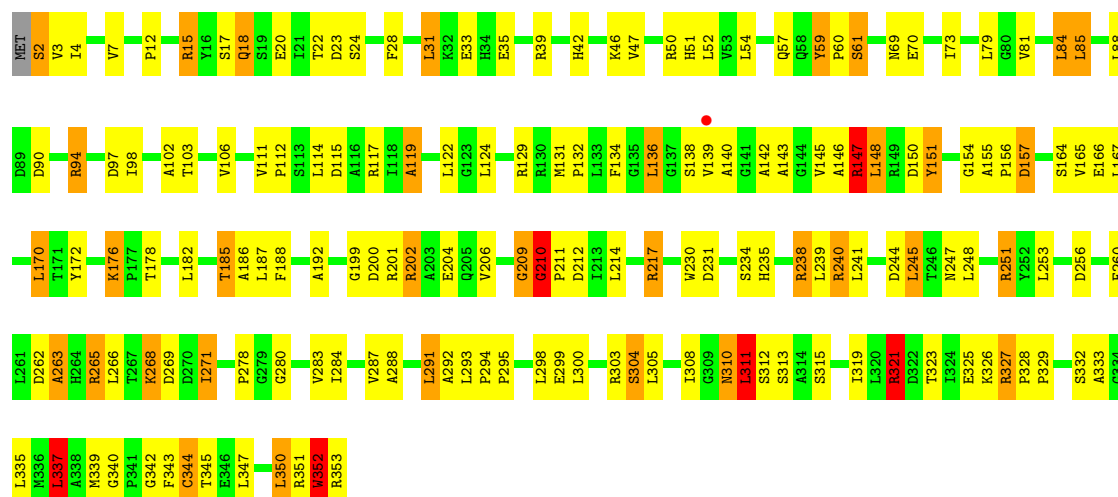 MET S2 V3 I4 V7 P12 R15 Y16 S17 Q18 S19 E20 I21 T22 D23 S24 F28 L31 K32 E33 H34 E35 R39 H42 K46 V47 R50 H51 L52 V53 L54 Q57 Q58 Y59 P60 S61 N69 E70 I73 L79 G80 V81 L84 L85 L88
D89 D90 R94 D97 I98 A102 T103 V106 V111 P112 S113 L114 D115 A116 R117 I118 A119 L122 G123 L124 R129 R130 M131 P132 L133 F134 G135 L136 G137 S138 V139 A140 G141 A142 A143 G144 V145 A146 R147 L148 R149 D150 Y151 G154 A155 P156 D157 S164 V165 E166 L167
L170 T171 Y172 K176 P177 T178 L182 T185 A186 L187 F188 A192 G199 D200 R201 R202 A203 E204 Q205 V206 G209 G210 P211 D212 I213 L214 R217 W230 D231 S234 H235 R238 L239 R240 L241 D244 L245 T246 N247 L248 R251 Y252 L253 D256
L261 D262 A263 H264 R265 L266 T267 K268 D269 D270 I271 P278 G279 G280 V283 I284 V287 A288 L291 A292 L293 P294 P295 L298 E299 L300 R303 S304 L305 I308 G309 N310 L311 S312 S313 A314 S315 I319 L320 R321 D322 T323 I324 E325 K326 R327 P328 P329 S332 A333
L335 M336 L337 A338 M339 G340 P341 G342 F343 C344 T345 E346 L347 L350 R351 W352 R353